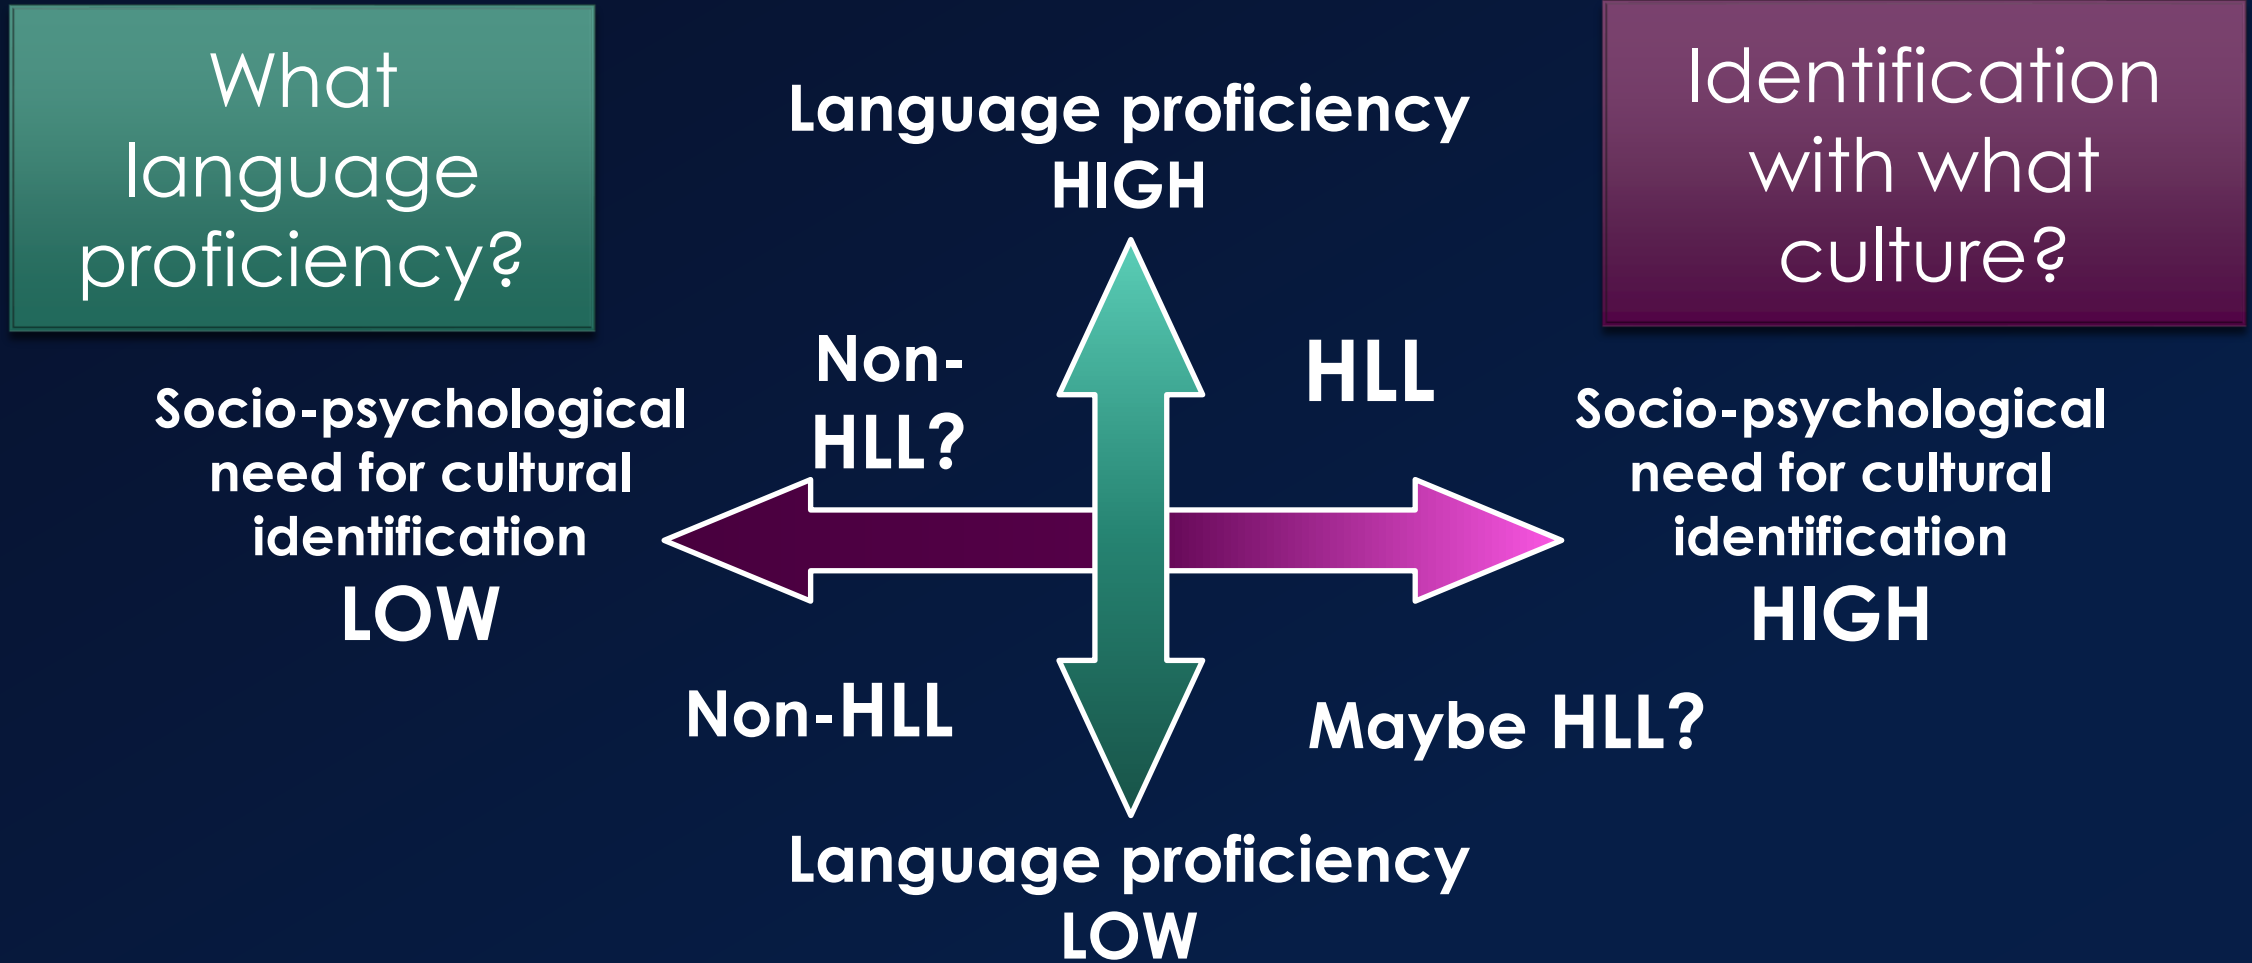 What
language
proficiency?
Language proficiency
HIGH
Identification
with what
culture?
Non-
HLL?
HLL
Socio-psychological
need for cultural
identification
LOW
Socio-psychological
need for cultural
identification
HIGH
Non-HLL
Maybe HLL?
Language proficiency
LOW